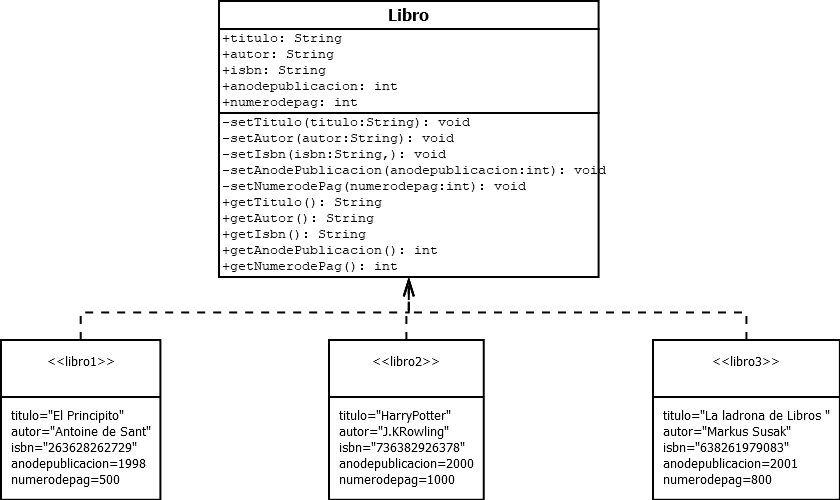 Libro
+titulo: String
+autor: String
+isbn: String
+anodepublicacion: int
+numerodepag: int
-setTitulo(titulo:String): void
-setAutor(autor:String): void
-setIsbn(isbn:String,): void
-setAnodePublicacion(anodepublicacion:int): void
-setNumerodePag(numerodepag:int): void
+getTitulo(): String
+getAutor(): String
+getIsbn(): String
+getAnodePublicacion(): int
+getNumerodePag(): int
<<libro1>>
titulo="El Principito"
autor="Antoine de Sant"
isbn="263628262729"
anodepublicacion=1998
numerodepag=500
<<libro2>>
titulo="HarryPotter"
autor="J.KRowling"
isbn="736382926378"
anodepublicacion=2000
numerodepag=1000
<<libro3>>
titulo="La ladrona de Libros "
autor="Markus Susak"
isbn="638261979083"
anodepublicacion=2001
numerodepag=800